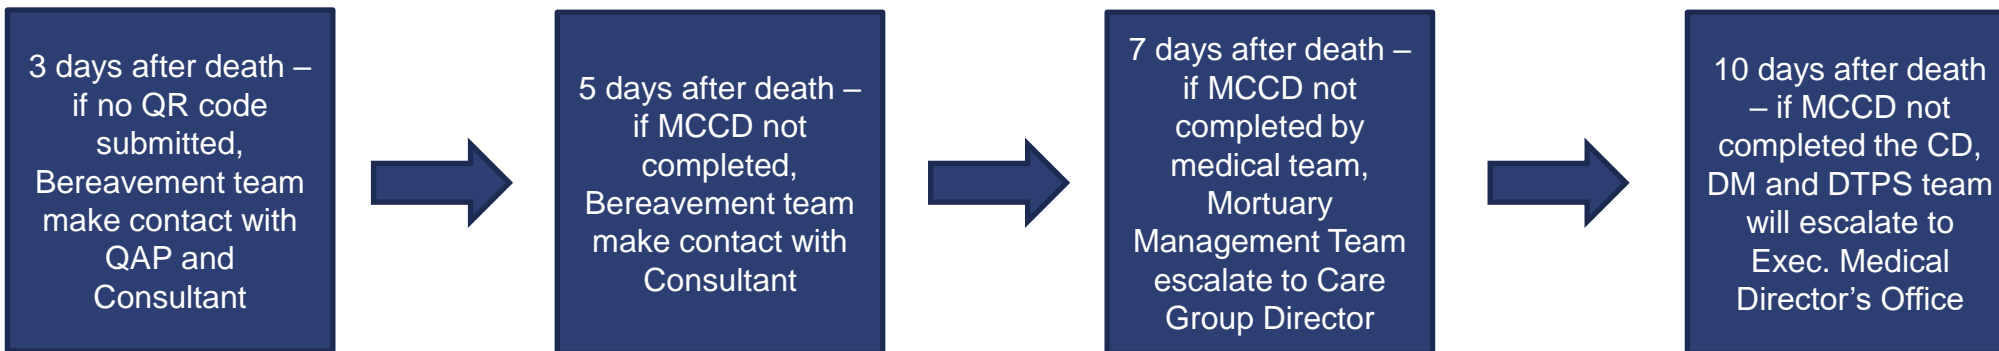 3 days after death –
if no QR code
submitted,
Bereavement team
make contact with
QAP and
Consultant
5 days after death –
if MCCD not
completed,
Bereavement team
make contact with
Consultant
7 days after death –
if MCCD not
completed by
medical team,
Mortuary
Management Team
escalate to Care
Group Director
10 days after death
– if MCCD not
completed the CD,
DM and DTPS team
will escalate to
Exec. Medical
Director’s Office